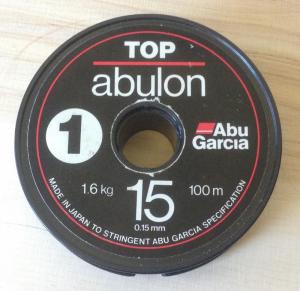 TOP
abulon
1
Abu
Garcia
1.6 kg
15
100 m
0.15 mm
MADE IN JAPAN TO STRINGENT ABU GARCIA SPECIFICATION